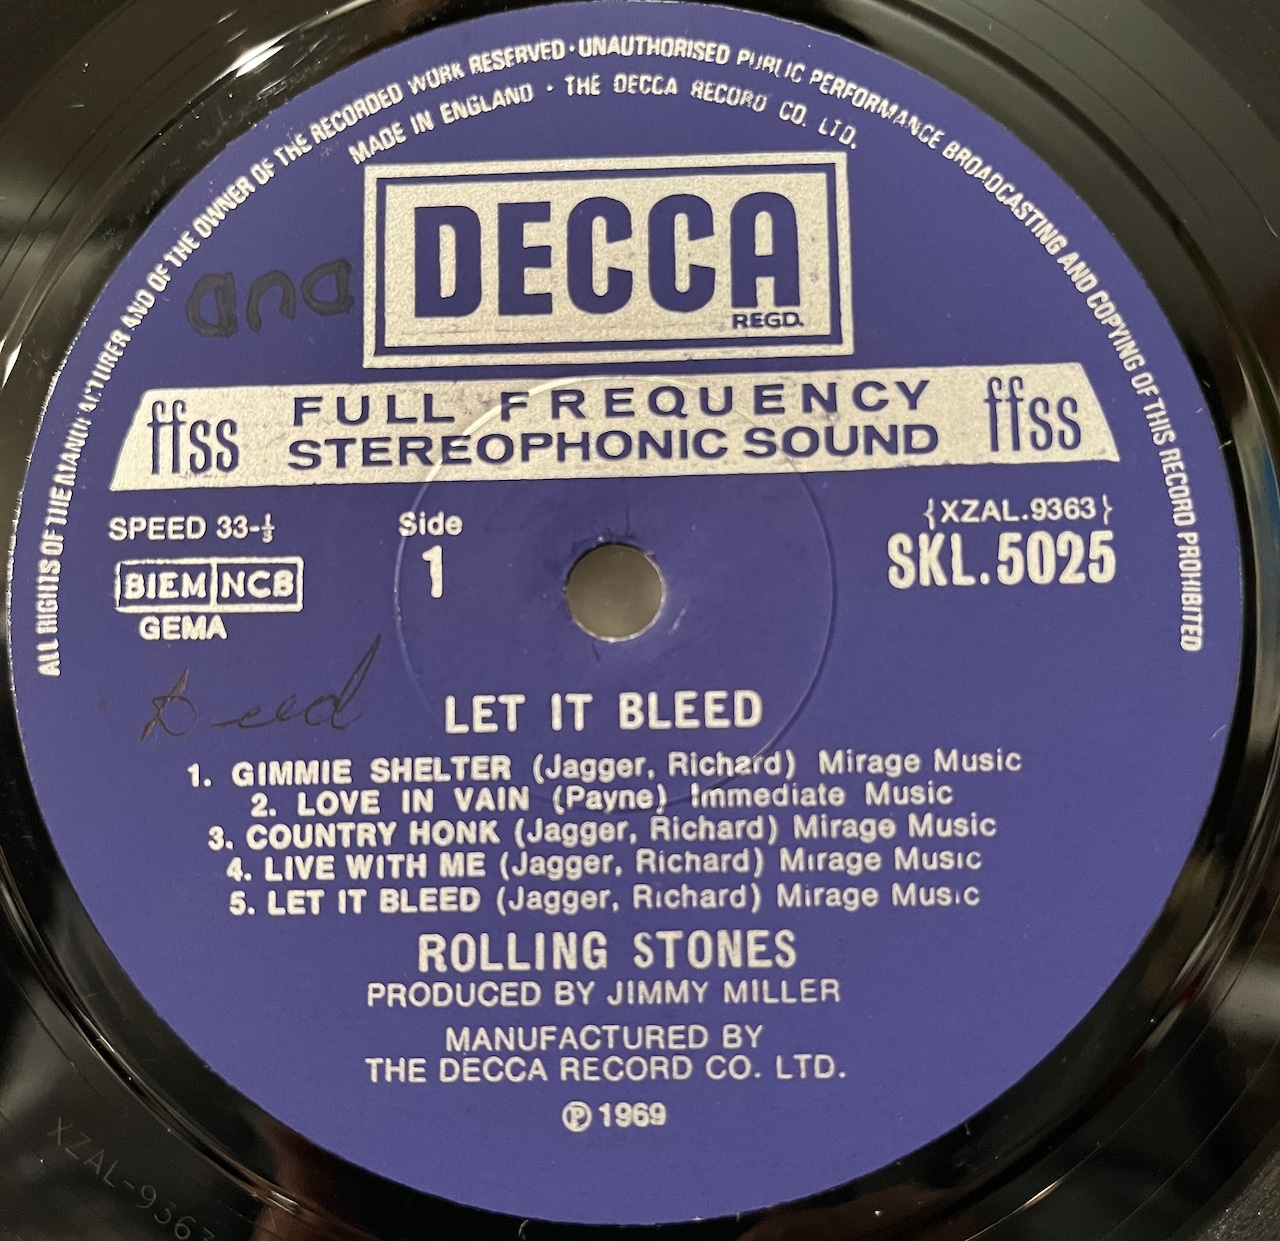 ALL RIGHTS OF THE MANUFACTURER AND OF THE OWNER OF THE RECORDED WORK RESERVED · UNAUTHORISED PUBLIC PERFORMANCE BROADCASTING AND COPYING OF THIS RECORD PROHIBITED
MADE IN ENGLAND · THE DECCA RECORD CO. LTD.
DECCA
REGD.
and
ffss FULL FREQUENCY ffss
STEREOPHONIC SOUND
SPEED 33-⅓ Side {XZAL.9363}
1 SKL.5025
BIEM NCB
GEMA
LET IT BLEED
1. GIMMIE SHELTER (Jagger, Richard) Mirage Music
2. LOVE IN VAIN (Payne) Immediate Music
3. COUNTRY HONK (Jagger, Richard) Mirage Music
4. LIVE WITH ME (Jagger, Richard) Mirage Music
5. LET IT BLEED (Jagger, Richard) Mirage Music
ROLLING STONES
PRODUCED BY JIMMY MILLER
MANUFACTURED BY
THE DECCA RECORD CO. LTD.
℗ 1969